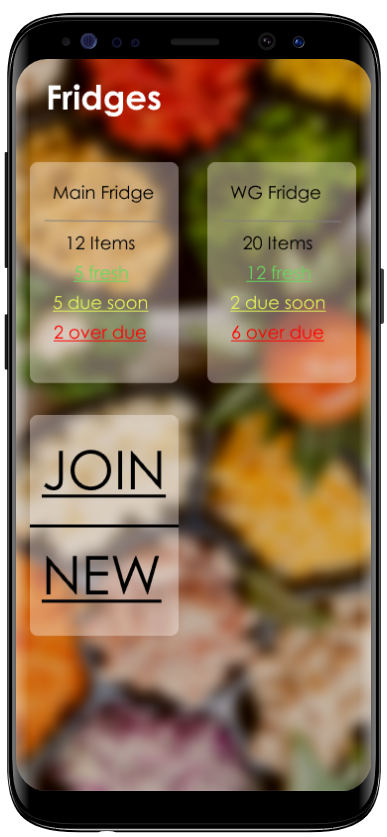 Fridges
Main Fridge
12 Items
5 fresh
5 due soon
2 over due
WG Fridge
20 Items
12 fresh
2 due soon
6 over due
JOIN
NEW